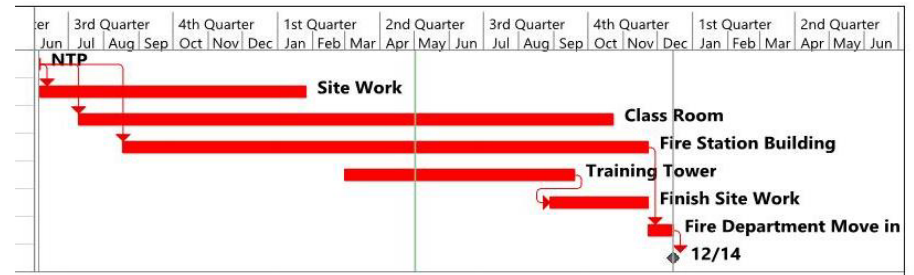 ter 3rd Quarter 4th Quarter 1st Quarter 2nd Quarter 3rd Quarter 4th Quarter 1st Quarter 2nd Quarter
Jun Jul Aug Sep Oct Nov Dec Jan Feb Mar Apr May Jun Jul Aug Sep Oct Nov Dec Jan Feb Mar Apr May Jun
NTP
Site Work
Class Room
Fire Station Building
Training Tower
Finish Site Work
Fire Department Move in
12/14